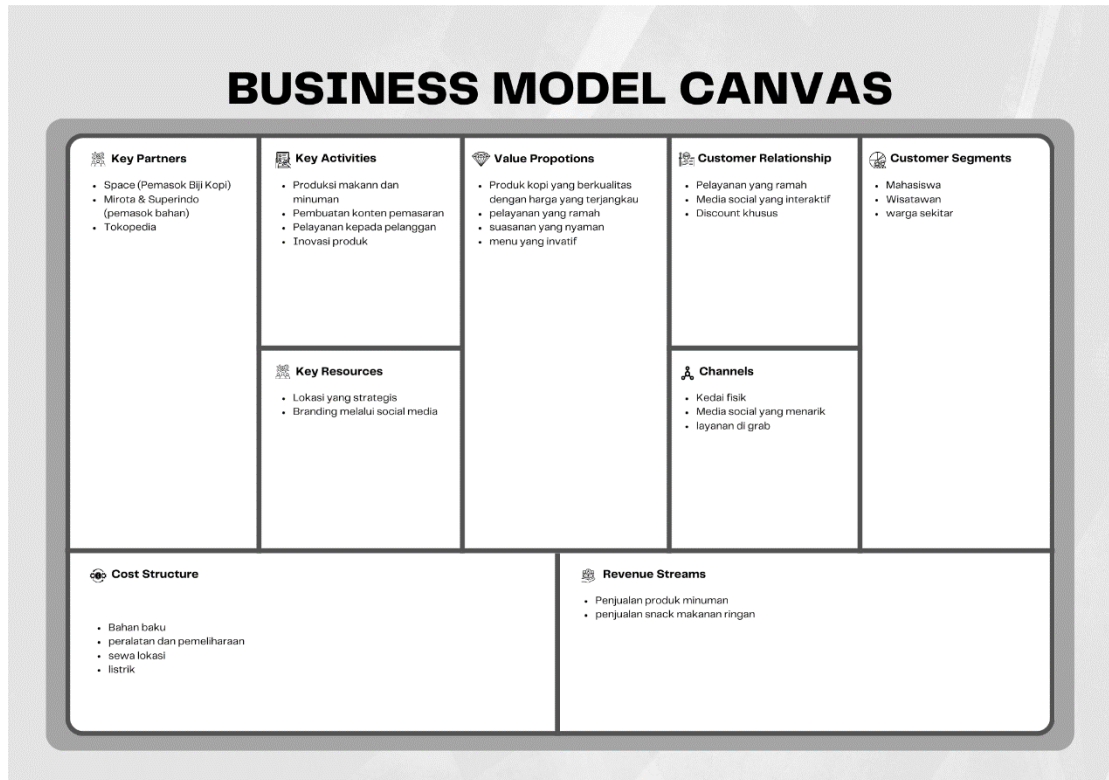 BUSINESS MODEL CANVAS
Key Partners
• Space (Pemasok Biji Kopi)
• Mirota & Superindo
(pemasok bahan)
• Tokopedia
Key Activities
• Produksi makann dan
minuman
• Pembuatan konten pemasaran
• Pelayanan kepada pelanggan
• Inovasi produk
Key Resources
• Lokasi yang strategis
• Branding melalui social media
Value Propotions
• Produk kopi yang berkualitas
dengan harga yang terjangkau
• pelayanan yang ramah
• suasanan yang nyaman
• menu yang invatif
Customer Relationship
• Pelayanan yang ramah
• Media social yang interaktif
• Discount khusus
Channels
• Kedai fisik
• Media social yang menarik
• layanan di grab
Customer Segments
• Mahasiswa
• Wisatawan
• warga sekitar
Cost Structure
• Bahan baku
• peralatan dan pemeliharaan
• sewa lokasi
• listrik
Revenue Streams
• Penjualan produk minuman
• penjualan snack makanan ringan